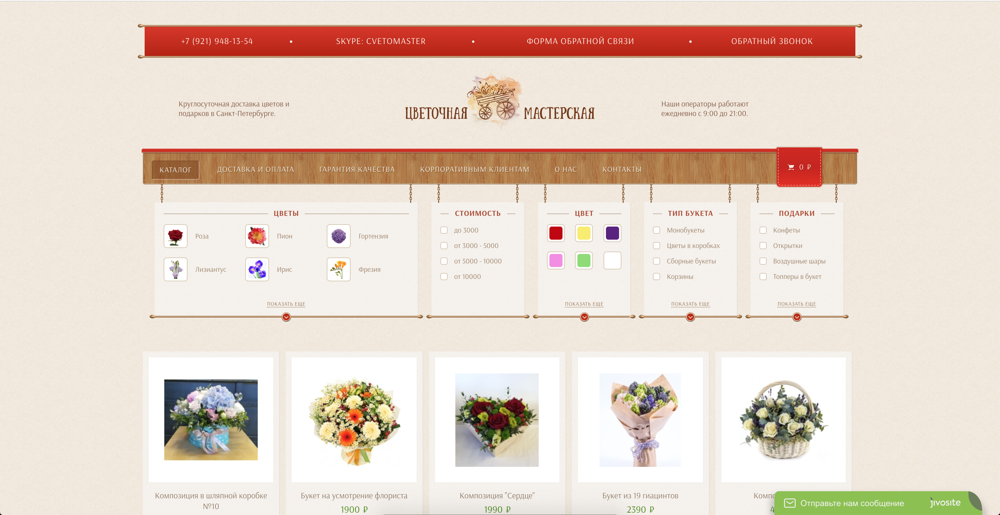 +7 (921) 948-13-54
SKYPE: CVETOMASTER
ФОРМА ОБРАТНОЙ СВЯЗИ
ОБРАТНЫЙ ЗВОНОК
Круглосуточная доставка цветов и
подарков в Санкт-Петербурге.
ЦВЕТОЧНАЯ МАСТЕРСКАЯ
Наши операторы работают
ежедневно с 9:00 до 21:00.
КАТАЛОГ
ДОСТАВКА И ОПЛАТА
ГАРАНТИЯ КАЧЕСТВА
КОРПОРАТИВНЫМ КЛИЕНТАМ
О НАС
КОНТАКТЫ
0 ₽
ЦВЕТЫ
Роза
Пион
Гортензия
Лизиантус
Ирис
Фрезия
ПОКАЗАТЬ ЕЩЕ
СТОИМОСТЬ
до 3000
от 3000 - 5000
от 5000 - 10000
от 10000
ЦВЕТ
ПОКАЗАТЬ ЕЩЕ
ТИП БУКЕТА
Монобукеты
Цветы в коробках
Сборные букеты
Корзины
ПОКАЗАТЬ ЕЩЕ
ПОДАРКИ
Конфеты
Открытки
Воздушные шары
Топперы в букет
ПОКАЗАТЬ ЕЩЕ
Композиция в шляпной коробке
№10
Букет на усмотрение флориста
1900 ₽
Композиция "Сердце"
1990 ₽
Букет из 19 гиацинтов
2390 ₽
Отправьте нам сообщение
jivosite